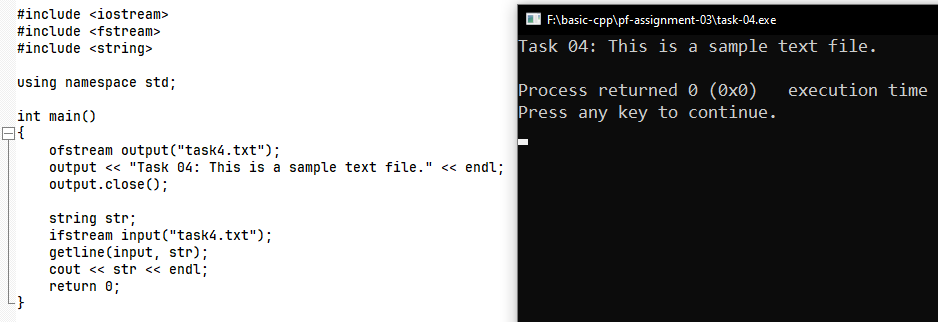 #include <iostream>
#include <fstream>
#include <string>
using namespace std;
int main()
{
ofstream output("task4.txt");
output << "Task 04: This is a sample text file." << endl;
output.close();
string str;
ifstream input("task4.txt");
getline(input, str);
cout << str << endl;
return 0;
}
F:\basic-cpp\pf-assignment-03\task-04.exe
Task 04: This is a sample text file.
Process returned 0 (0x0)   execution time
Press any key to continue.